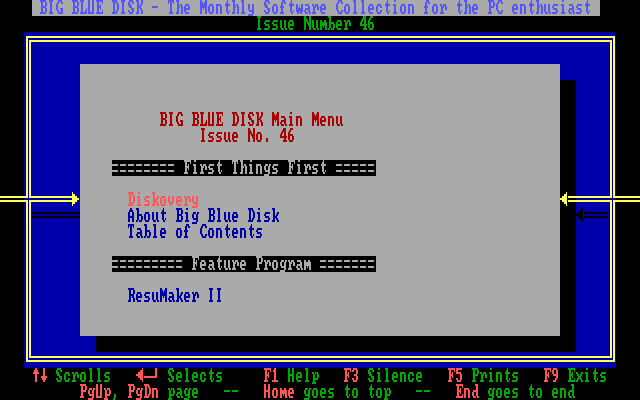 BIG BLUE DISK - The Monthly Software Collection for the PC enthusiast
Issue Number 46
BIG BLUE DISK Main Menu
Issue No. 46
======== First Things First =====
Diskovery
About Big Blue Disk
Table of Contents
========= Feature Program =======
ResuMaker II
↑↓ Scrolls ◄─┘ Selects F1 Help F3 Silence F5 Prints F9 Exits
PgUp, PgDn page -- Home goes to top -- End goes to end